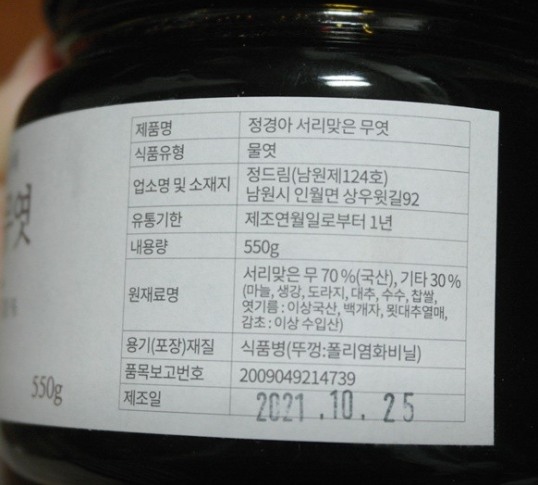 제품명 정경아 서리맞은 무엿
식품유형 물엿
업소명 및 소재지 정드림(남원제124호)
남원시 인월면 상우윗길92
유통기한 제조연월일로부터 1년
내용량 550g
원재료명 서리맞은 무 70 %(국산), 기타 30 %
(마늘, 생강, 도라지, 대추, 수수, 찹쌀,
엿기름 : 이상국산, 백개자, 묏대추열매,
감초 : 이상 수입산)
용기(포장)재질 식품병(뚜껑:폴리염화비닐)
품목보고번호 2009049214739
제조일 2021.10.25
무엿
550g